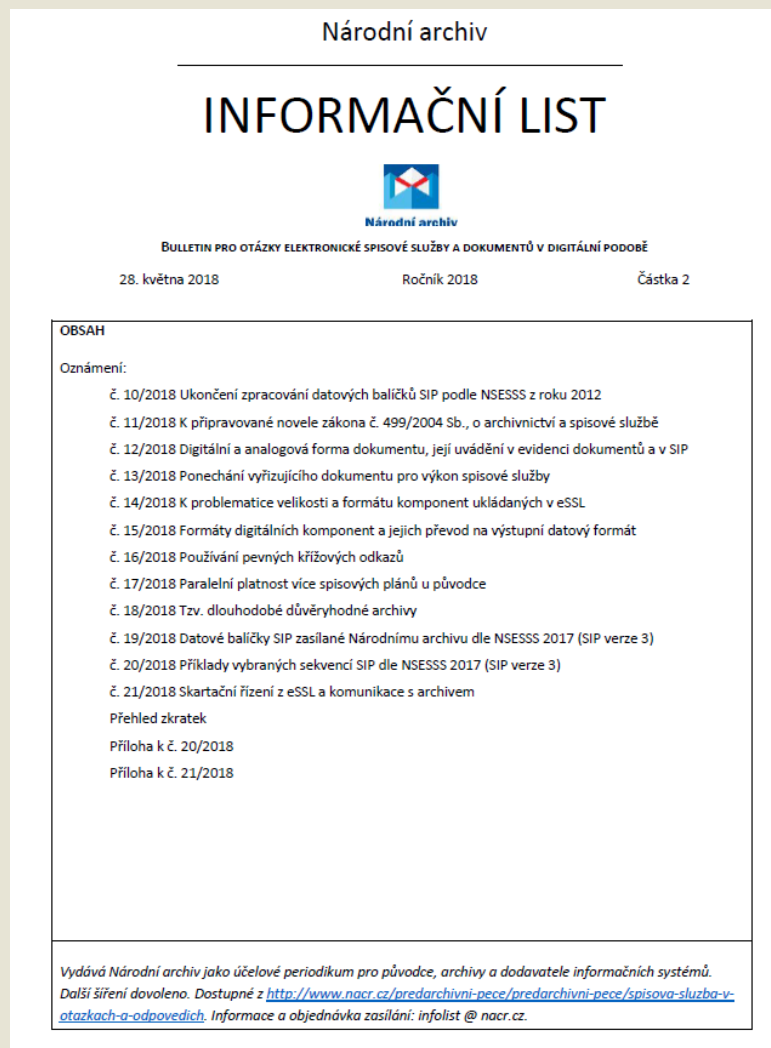 Národní archiv
INFORMAČNÍ LIST
Národní archiv
BULLETIN PRO OTÁZKY ELEKTRONICKÉ SPISOVÉ SLUŽBY A DOKUMENTŮ V DIGITÁLNÍ PODOBĚ
28. května 2018 Ročník 2018 Částka 2
OBSAH
Oznámení:
č. 10/2018 Ukončení zpracování datových balíčků SIP podle NSESSS z roku 2012
č. 11/2018 K připravované novele zákona č. 499/2004 Sb., o archivnictví a spisové službě
č. 12/2018 Digitální a analogová forma dokumentu, její uvádění v evidenci dokumentů a v SIP
č. 13/2018 Ponechání vyřizujícího dokumentu pro výkon spisové služby
č. 14/2018 K problematice velikosti a formátu komponent ukládaných v eSSL
č. 15/2018 Formáty digitálních komponent a jejich převod na výstupní datový formát
č. 16/2018 Používání pevných křížových odkazů
č. 17/2018 Paralelní platnost více spisových plánů u původce
č. 18/2018 Tzv. dlouhodobé důvěryhodné archivy
č. 19/2018 Datové balíčky SIP zasílané Národnímu archivu dle NSESSS 2017 (SIP verze 3)
č. 20/2018 Příklady vybraných sekvencí SIP dle NSESSS 2017 (SIP verze 3)
č. 21/2018 Skartační řízení z eSSL a komunikace s archivem
Přehled zkratek
Příloha k č. 20/2018
Příloha k č. 21/2018
Vydává Národní archiv jako účelové periodikum pro původce, archivy a dodavatele informačních systémů.
Další šíření dovoleno. Dostupné z http://www.nacr.cz/predarchivni-pece/predarchivni-pece/spisova-sluzba-v-
otazkach-a-odpovedich. Informace a objednávka zasílání: infolist @ nacr.cz.